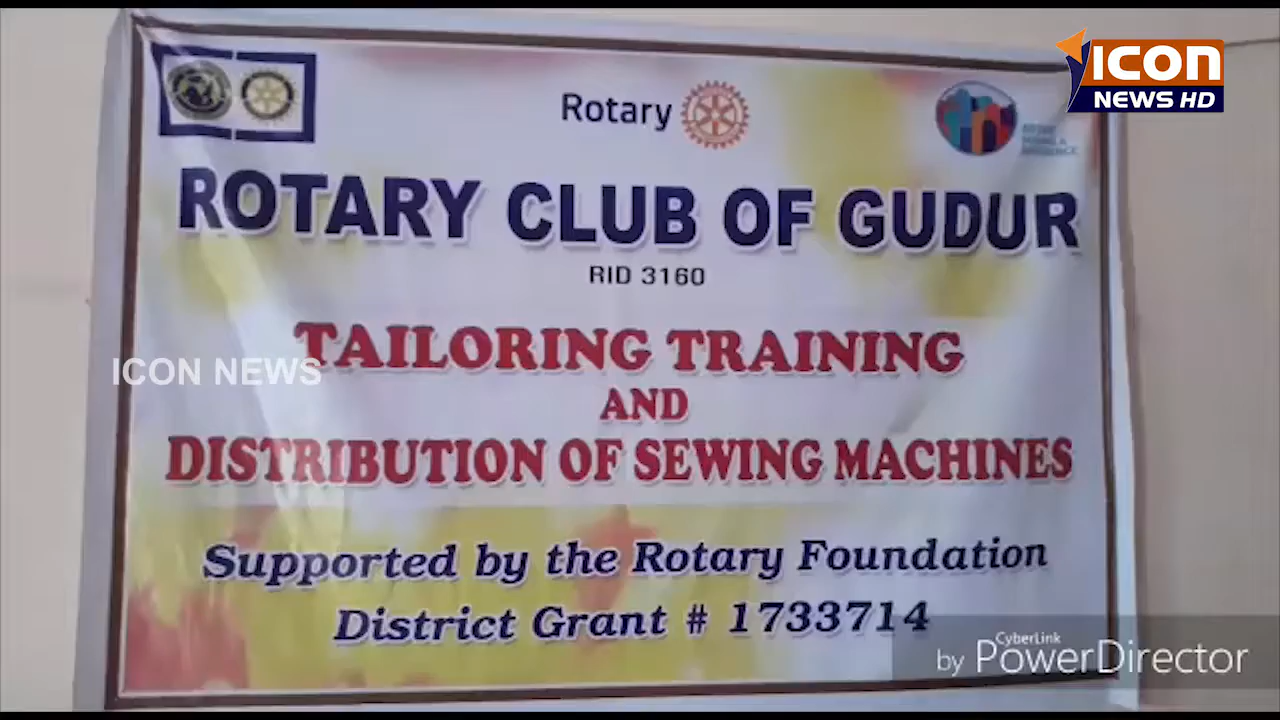 ICON
NEWS HD
Rotary
ROTARY CLUB OF GUDUR
RID 3160
TAILORING TRAINING
ICON NEWS
AND
DISTRIBUTION OF SEWING MACHINES
Supported by the Rotary Foundation
District Grant # 1733714
CyberLink
by PowerDirector